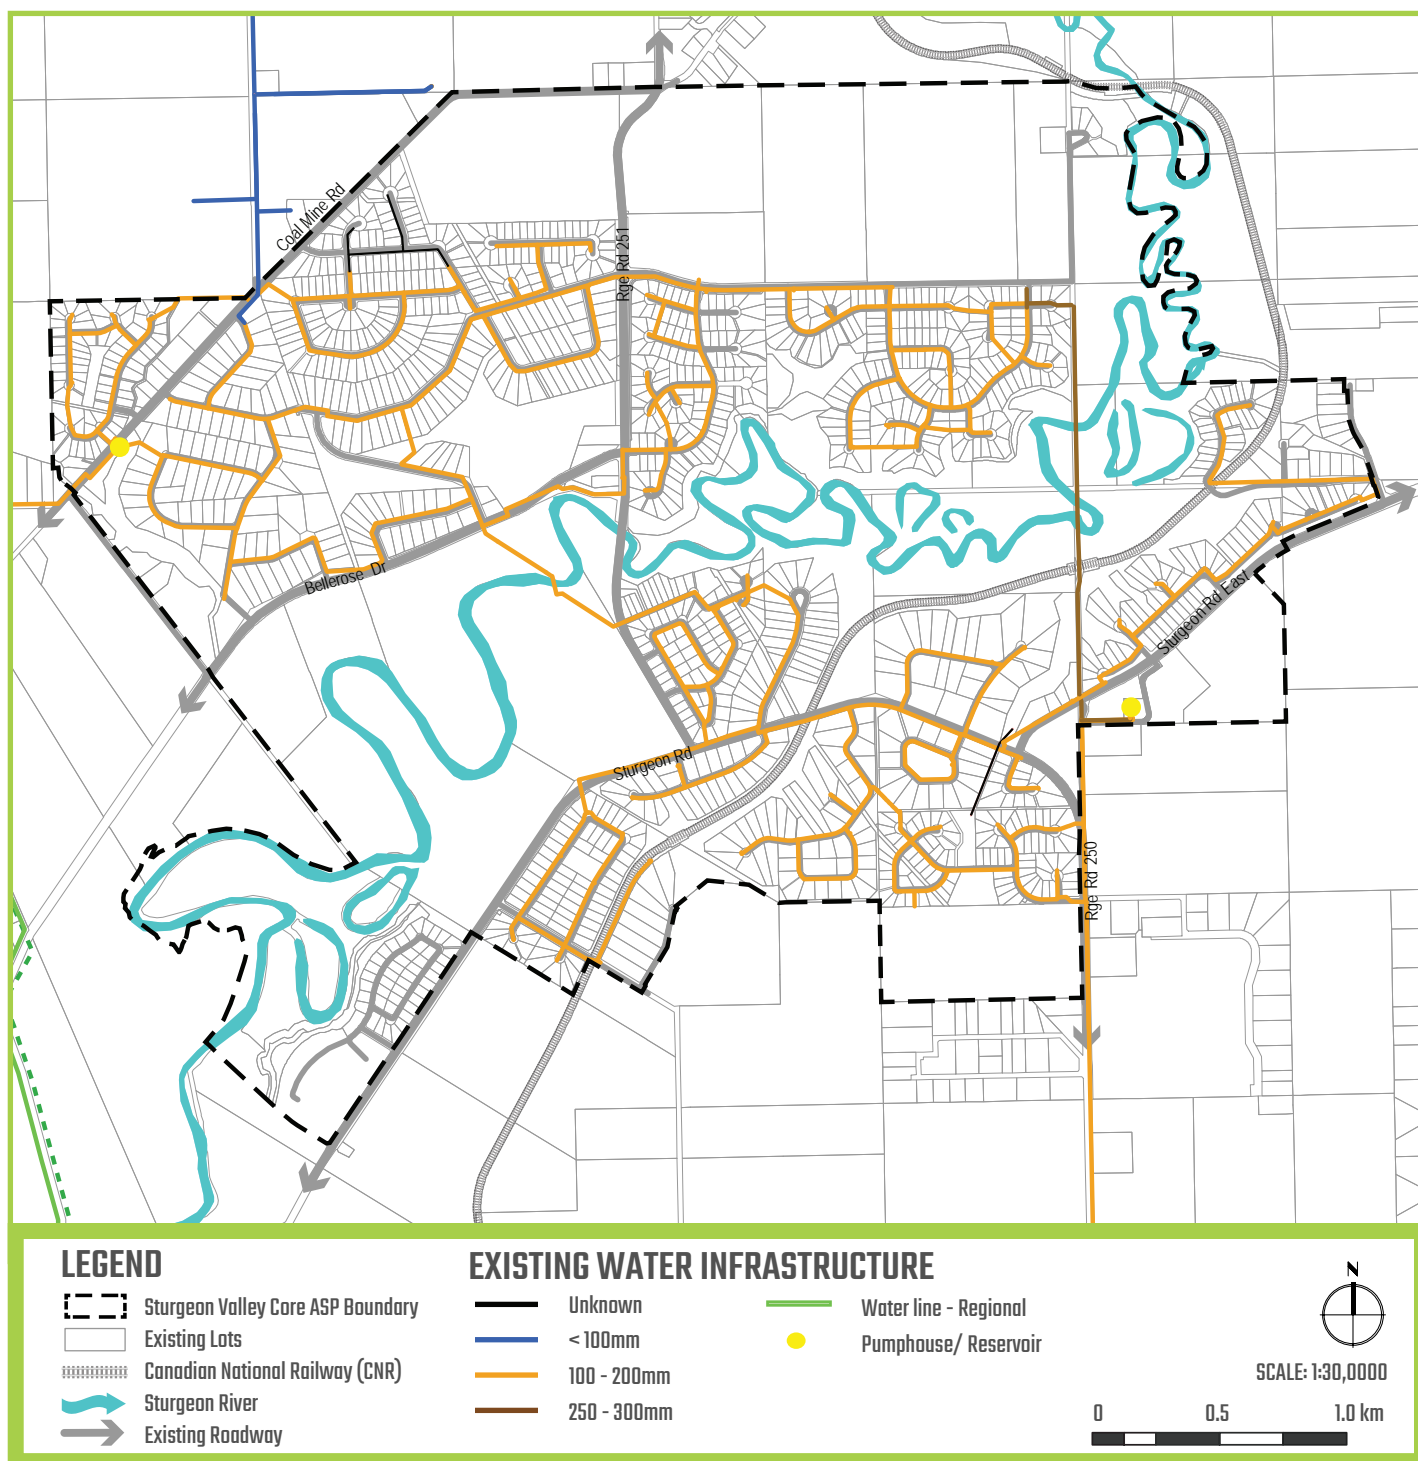 Coal Mine Rd
Rge Rd 251
Bellerose Dr
Sturgeon Rd East
Sturgeon Rd
Rge Rd 250
LEGEND
Sturgeon Valley Core ASP Boundary
Existing Lots
Canadian National Railway (CNR)
Sturgeon River
Existing Roadway
EXISTING WATER INFRASTRUCTURE
Unknown
< 100mm
100 - 200mm
250 - 300mm
Water line - Regional
Pumphouse/ Reservoir
N
SCALE: 1:30,0000
0 0.5 1.0 km